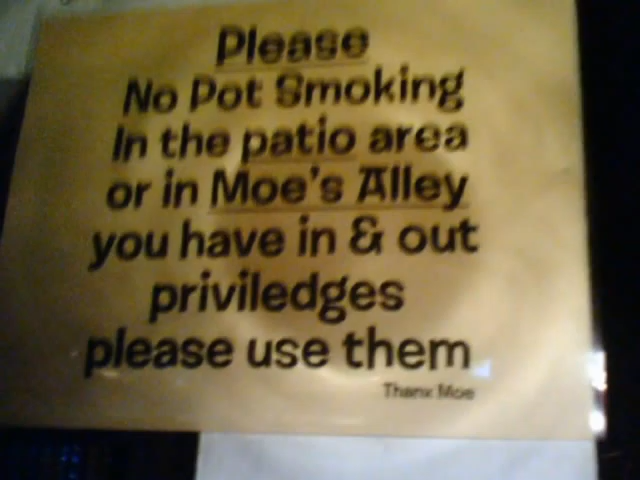 Please
No Pot Smoking
In the patio area
or in Moe's Alley
you have in & out
priviledges
please use them
Thanx Moe